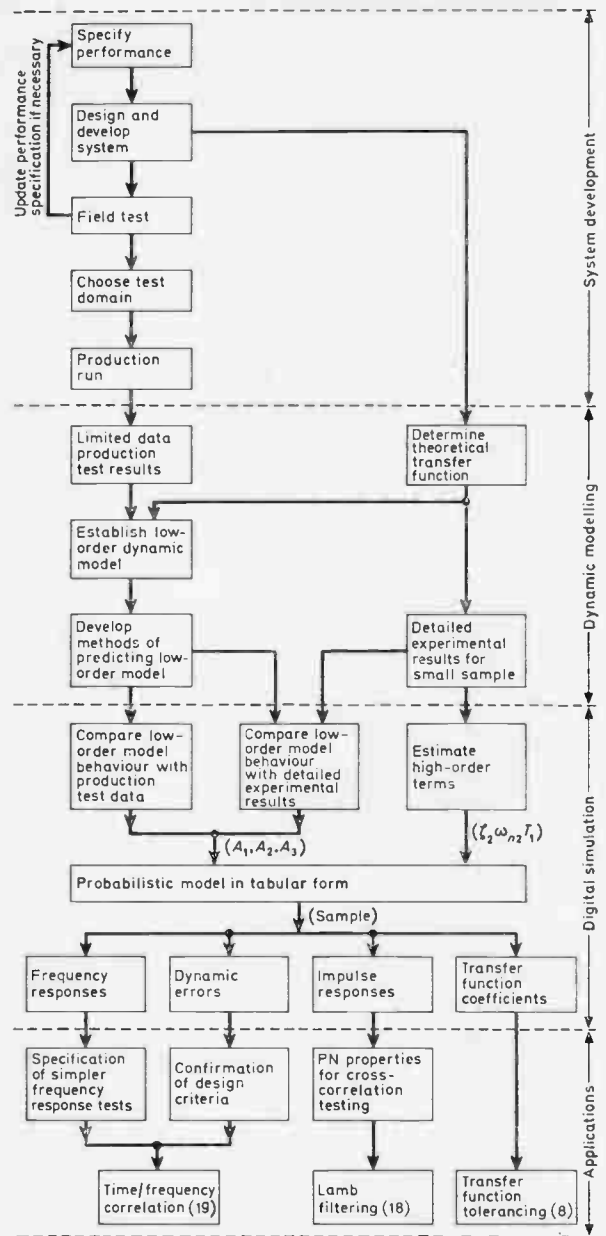 Specify
performance
Update performance
specification if necessary
Design and
develop
system
Field test
Choose test
domain
Production
run
System development
Limited data
production
test results
Determine
theoretical
transfer
function
Establish low-
order dynamic
model
Develop
methods of
predicting low-
order model
Detailed
experimental
results for
small sample
Dynamic modelling
Compare low-
order model
behaviour with
production
test data
Compare low-
order model
behaviour
with detailed
experimental
results
Estimate
high-order
terms
(A₁,A₂,A₃)
(ζ₂ωₙ₂T₁)
Probabilistic model in tabular form
(Sample)
Frequency
responses
Dynamic
errors
Impulse
responses
Transfer
function
coefficients
Digital simulation
Specification
of simpler
frequency
response tests
Confirmation
of design
criteria
PN properties
for cross-
correlation
testing
Time/frequency
correlation (19)
Lamb
filtering (18)
Transfer
function
tolerancing (8)
Applications